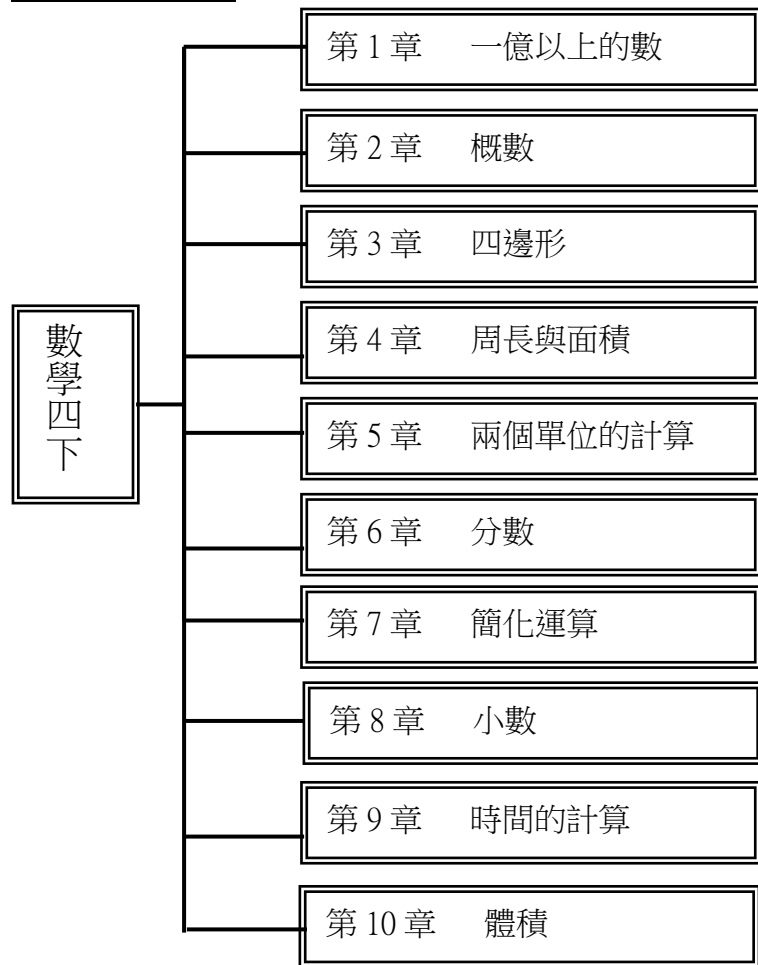 數學四下
第 1 章 一億以上的數
第 2 章 概數
第 3 章 四邊形
第 4 章 周長與面積
第 5 章 兩個單位的計算
第 6 章 分數
第 7 章 簡化運算
第 8 章 小數
第 9 章 時間的計算
第 10 章 體積